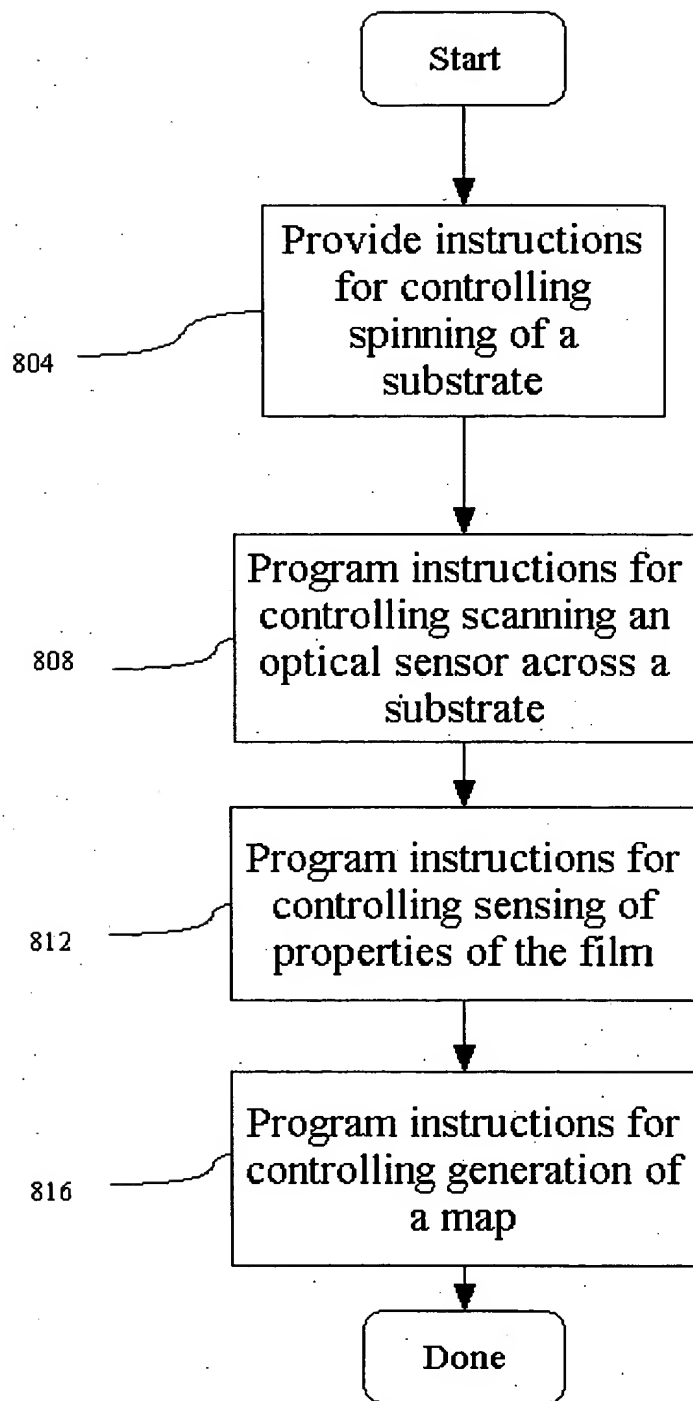 Start
Provide instructions
for controlling
spinning of a
substrate
804
Program instructions for
controlling scanning an
optical sensor across a
substrate
808
Program instructions for
controlling sensing of
properties of the film
812
Program instructions for
controlling generation of
a map
816
Done